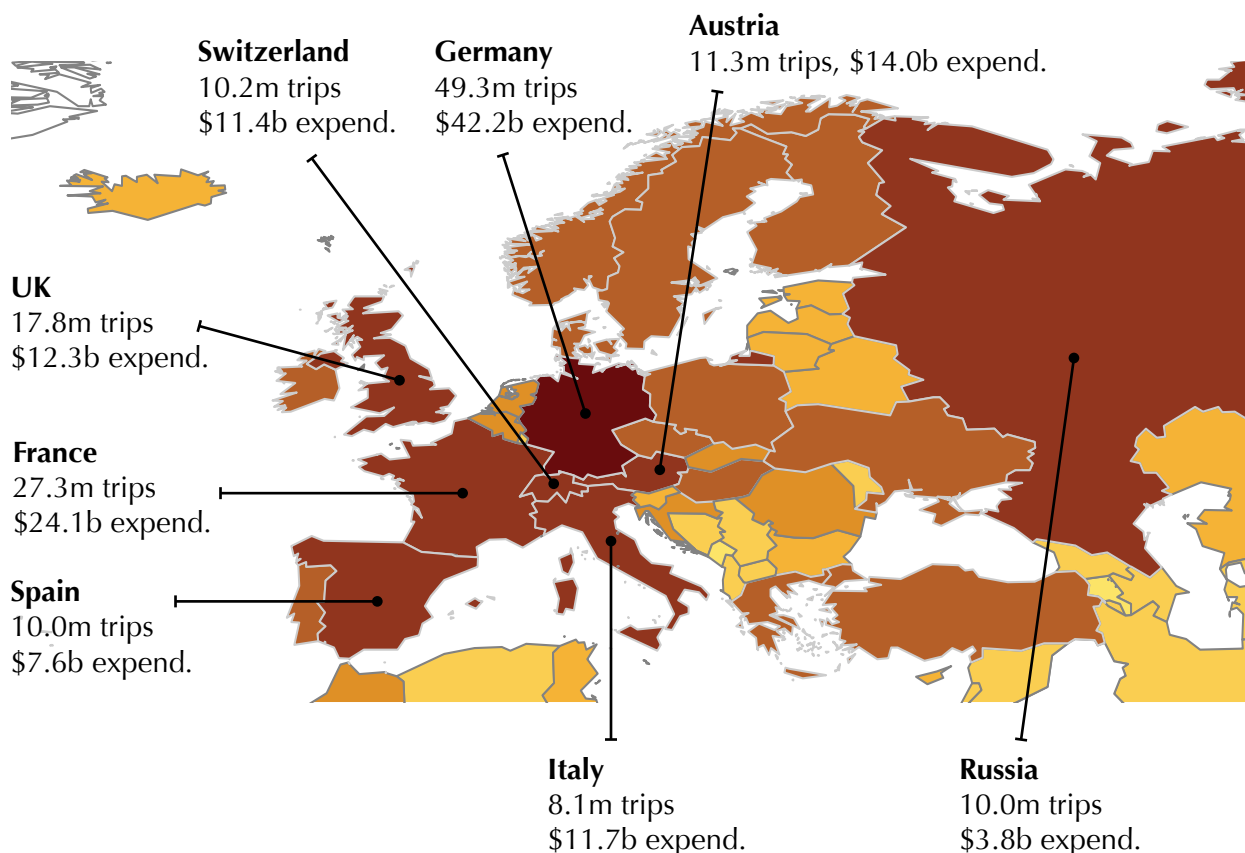 Austria
11.3m trips, $14.0b expend.
Switzerland
10.2m trips
$11.4b expend.
Germany
49.3m trips
$42.2b expend.
UK
17.8m trips
$12.3b expend.
France
27.3m trips
$24.1b expend.
Spain
10.0m trips
$7.6b expend.
Italy
8.1m trips
$11.7b expend.
Russia
10.0m trips
$3.8b expend.